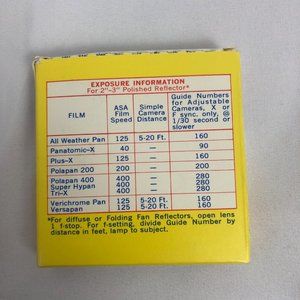 EXPOSURE INFORMATION
For 2"–3" Polished Reflector*
FILM
ASA Film Speed
Simple Camera Distance
Guide Numbers for Adjustable Cameras, X or F sync, only, @ 1/30 second or slower
All Weather Pan 125 5-20 Ft. 160
Panatomic-X 40 — 90
Plus-X 125 — 160
Polapan 200 200 — 200
Polapan 400 400 — 280
Super Hypan 400 — 280
Tri-X 400 — 280
Verichrome Pan 125 5-20 Ft. 160
Versapan 125 5-20 Ft. 160
*For diffuse or Folding Fan Reflectors, open lens
1 f-stop. For f-setting, divide Guide Number by
distance in feet, lamp to subject.